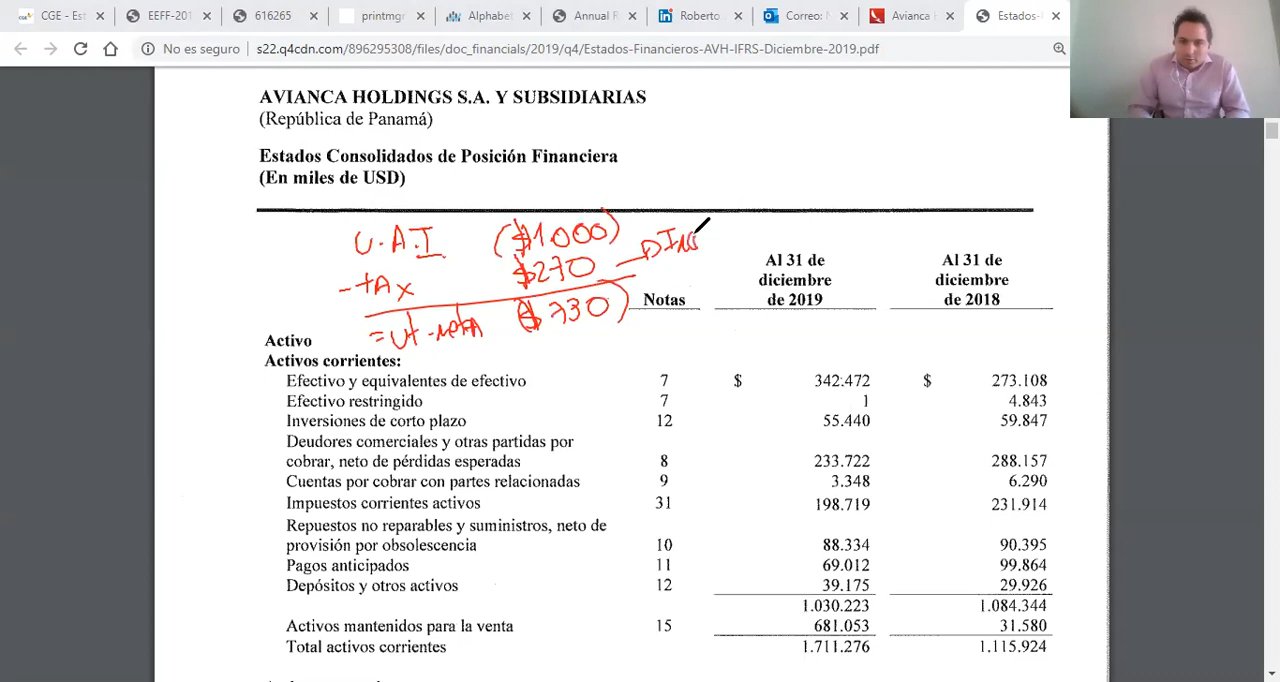 CGE - Est
EEFF-201
616265
printmg
Alphabet
Annual R
Roberto
Correo: M
Avianca H
Estados-
No es seguro | s22.q4cdn.com/896295308/files/doc_financials/2019/q4/Estados-Financieros-AVH-IFRS-Diciembre-2019.pdf
AVIANCA HOLDINGS S.A. Y SUBSIDIARIAS
(República de Panamá)
Estados Consolidados de Posición Financiera
(En miles de USD)
U.A.I. ($1.000)
-tAx $270 DIN
= Ut. netA ($730)
Notas Al 31 de diciembre de 2019 Al 31 de diciembre de 2018
Activo
Activos corrientes:
Efectivo y equivalentes de efectivo 7 $ 342.472 $ 273.108
Efectivo restringido 7 1 4.843
Inversiones de corto plazo 12 55.440 59.847
Deudores comerciales y otras partidas por
cobrar, neto de pérdidas esperadas 8 233.722 288.157
Cuentas por cobrar con partes relacionadas 9 3.348 6.290
Impuestos corrientes activos 31 198.719 231.914
Repuestos no reparables y suministros, neto de
provisión por obsolescencia 10 88.334 90.395
Pagos anticipados 11 69.012 99.864
Depósitos y otros activos 12 39.175 29.926
1.030.223 1.084.344
Activos mantenidos para la venta 15 681.053 31.580
Total activos corrientes 1.711.276 1.115.924